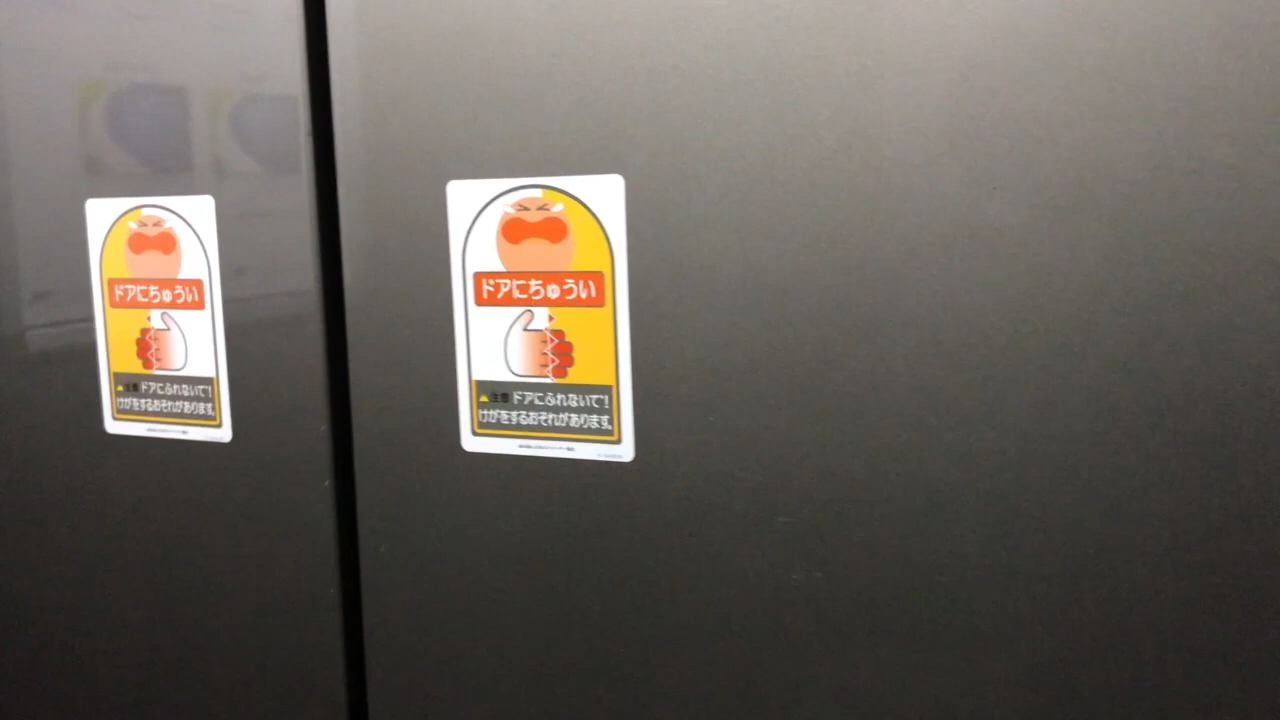 ドアにちゅうい
注意 ドアにふれないで!
けがをするおそれがあります。
ドアにちゅうい
注意 ドアにふれないで!
けがをするおそれがあります。